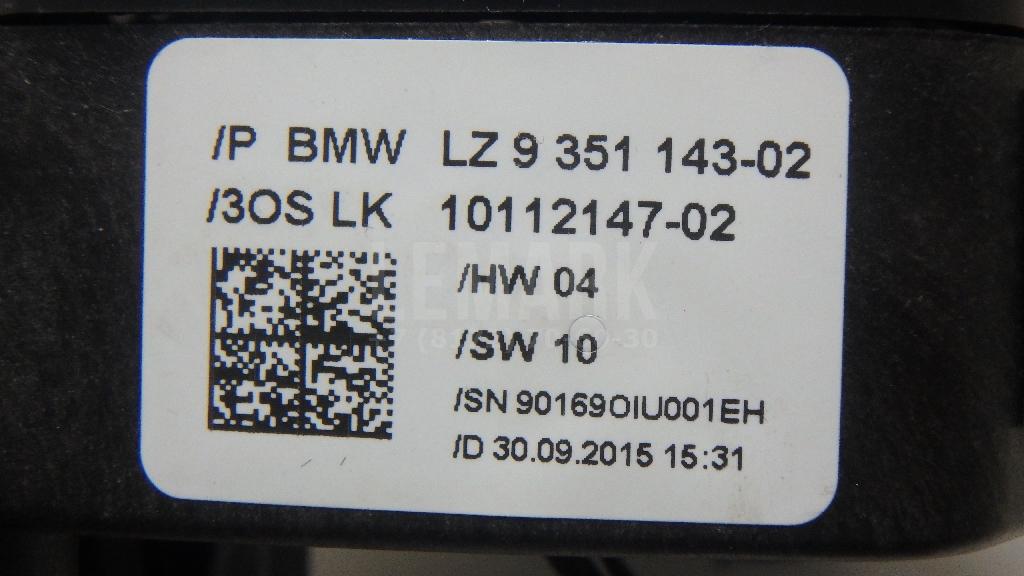 /P BMW LZ 9 351 143-02
/3OS LK 10112147-02
/HW 04
/SW 10
/SN 90169OIU001EH
/D 30.09.2015 15:31
LEMARK